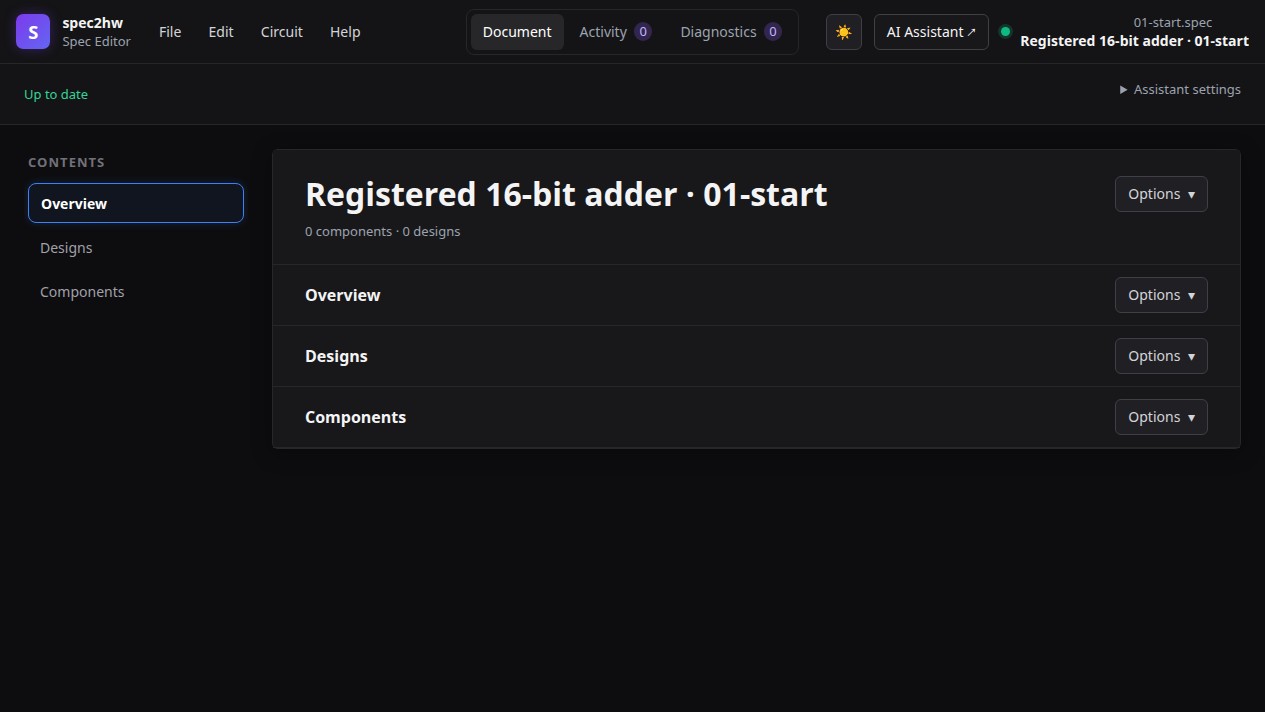 S
spec2hw
Spec Editor
File Edit Circuit Help
Document Activity 0 Diagnostics 0
AI Assistant ↗
01-start.spec
Registered 16-bit adder · 01-start
Up to date
▶ Assistant settings
CONTENTS
Overview
Designs
Components
Registered 16-bit adder · 01-start
Options ▾
0 components · 0 designs
Overview
Options ▾
Designs
Options ▾
Components
Options ▾